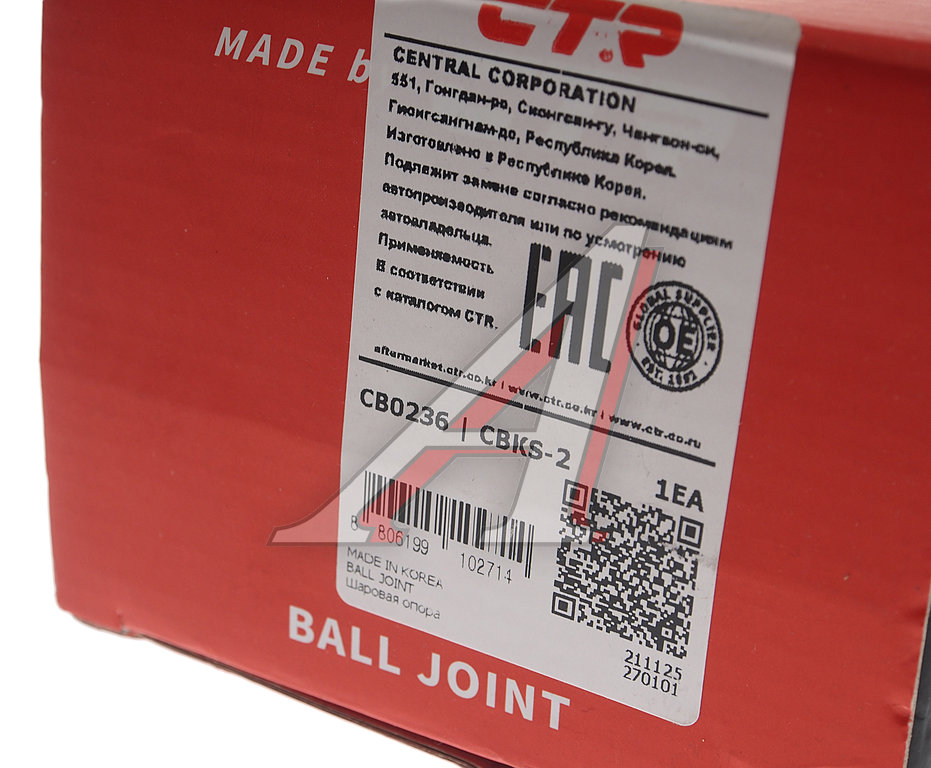 CTR
MADE b
CENTRAL CORPORATION
551, Гонгдан-ро, Сионгсан-гу, Чангвон-си,
Гионгсангнам-до, Республика Корея.
Изготовлено в Республике Корея.
Подлежит замене согласно рекомендациям
автопроизводителя или по усмотрению
автовладельца.
Применяемость
В соответствии
с каталогом CTR.
EAC
GLOBAL SUPPLIER
OE
EST. 1952
aftermarket.ctr.co.kr | www.ctr.co.kr | www.ctr.co.ru
CB0236 | CBKS-2
1EA
8 806199 102714
MADE IN KOREA
BALL JOINT
Шаровая опора
211125
270101
BALL JOINT